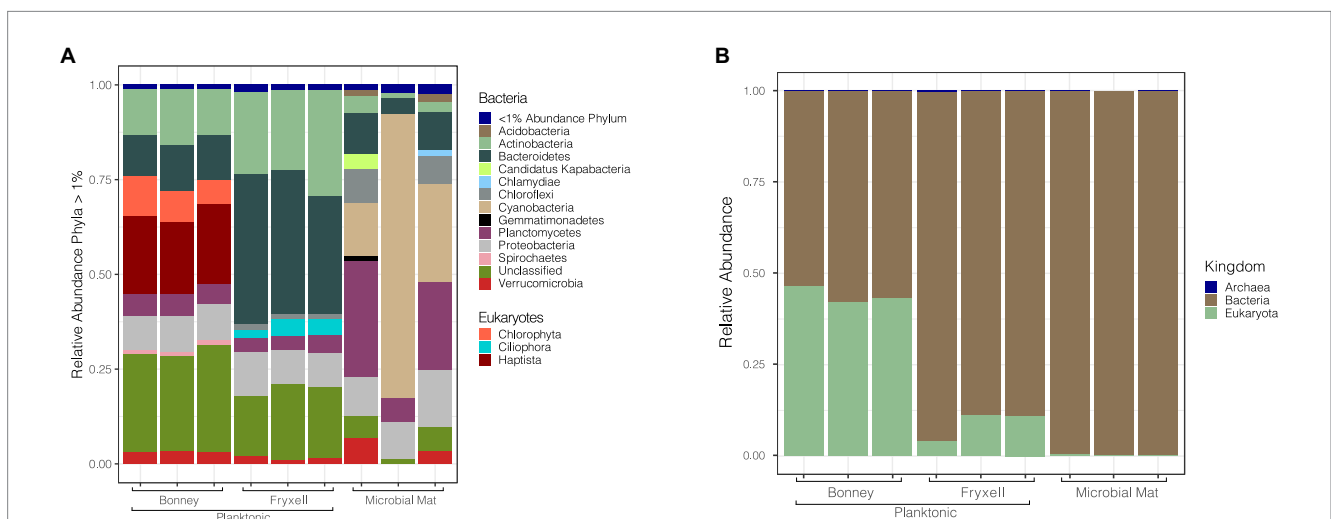 A
Relative Abundance Phyla > 1%
1.00
0.75
0.50
0.25
0.00
Bonney
Fryxell
Microbial Mat
Planktonic
Bacteria
<1% Abundance Phylum
Acidobacteria
Actinobacteria
Bacteroidetes
Candidatus Kapabacteria
Chlamydiae
Chloroflexi
Cyanobacteria
Gemmatimonadetes
Planctomycetes
Proteobacteria
Spirochaetes
Unclassified
Verrucomicrobia
Eukaryotes
Chlorophyta
Ciliophora
Haptista
B
Relative Abundance
1.00
0.75
0.50
0.25
0.00
Bonney
Fryxell
Microbial Mat
Planktonic
Kingdom
Archaea
Bacteria
Eukaryota